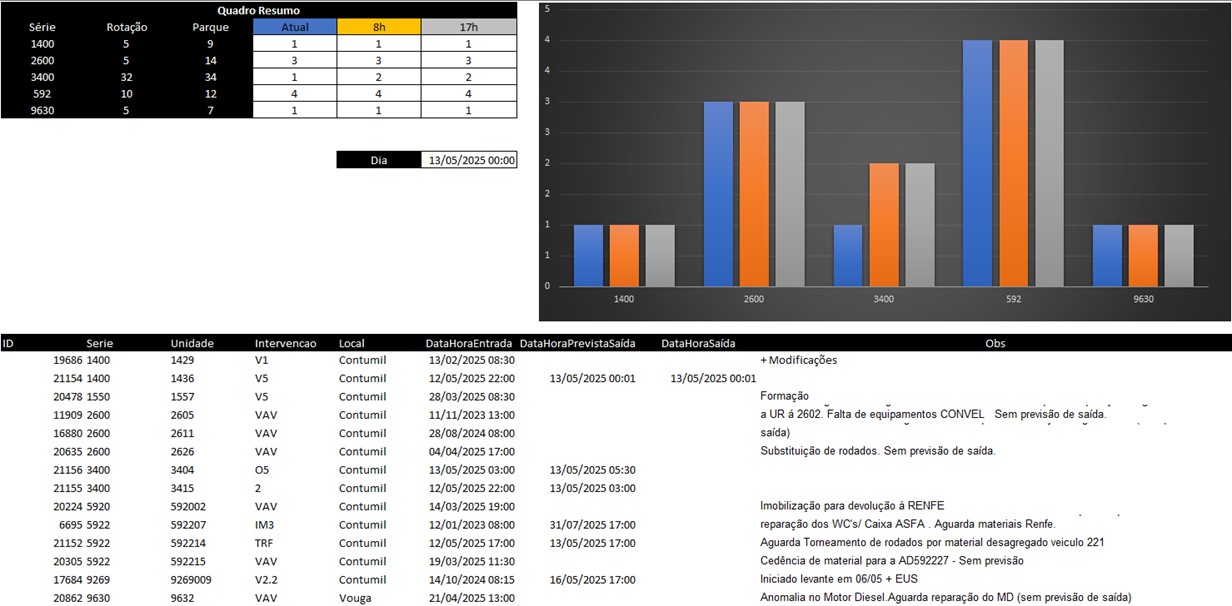 Quadro Resumo
Série Rotação Parque Atual 8h 17h
1400 5 9 1 1 1
2600 5 14 3 3 3
3400 32 34 1 2 2
592 10 12 4 4 4
9630 5 7 1 1 1
Dia 13/05/2025 00:00
5
4
4
3
3
2
2
1
1
0
1400 2600 3400 592 9630
ID Serie Unidade Intervencao Local DataHoraEntrada DataHoraPrevistaSaída DataHoraSaída Obs
19686 1400 1429 V1 Contumil 13/02/2025 08:30 + Modificações
21154 1400 1436 V5 Contumil 12/05/2025 22:00 13/05/2025 00:01 13/05/2025 00:01
20478 1550 1557 V5 Contumil 28/03/2025 08:30 Formação
11909 2600 2605 VAV Contumil 11/11/2023 13:00 a UR á 2602. Falta de equipamentos CONVEL Sem previsão de saída.
16880 2600 2611 VAV Contumil 28/08/2024 08:00 saída)
20635 2600 2626 VAV Contumil 04/04/2025 17:00 Substituição de rodados. Sem previsão de saída.
21156 3400 3404 O5 Contumil 13/05/2025 03:00 13/05/2025 05:30
21155 3400 3415 2 Contumil 12/05/2025 22:00 13/05/2025 03:00
20224 5920 592002 VAV Contumil 14/03/2025 19:00 Imobilização para devolução à RENFE
6695 5922 592207 IM3 Contumil 12/01/2023 08:00 31/07/2025 17:00 reparação dos WC's/ Caixa ASFA . Aguarda materiais Renfe.
21152 5922 592214 TRF Contumil 12/05/2025 17:00 13/05/2025 17:00 Aguarda Torneamento de rodados por material desagregado veiculo 221
20305 5922 592215 VAV Contumil 19/03/2025 11:30 Cedência de material para a AD592227 - Sem previsão
17684 9269 9269009 V2.2 Contumil 14/10/2024 08:15 16/05/2025 17:00 Iniciado levante em 06/05 + EUS
20862 9630 9632 VAV Vouga 21/04/2025 13:00 Anomalia no Motor Diesel.Aguarda reparação do MD (sem previsão de saída)